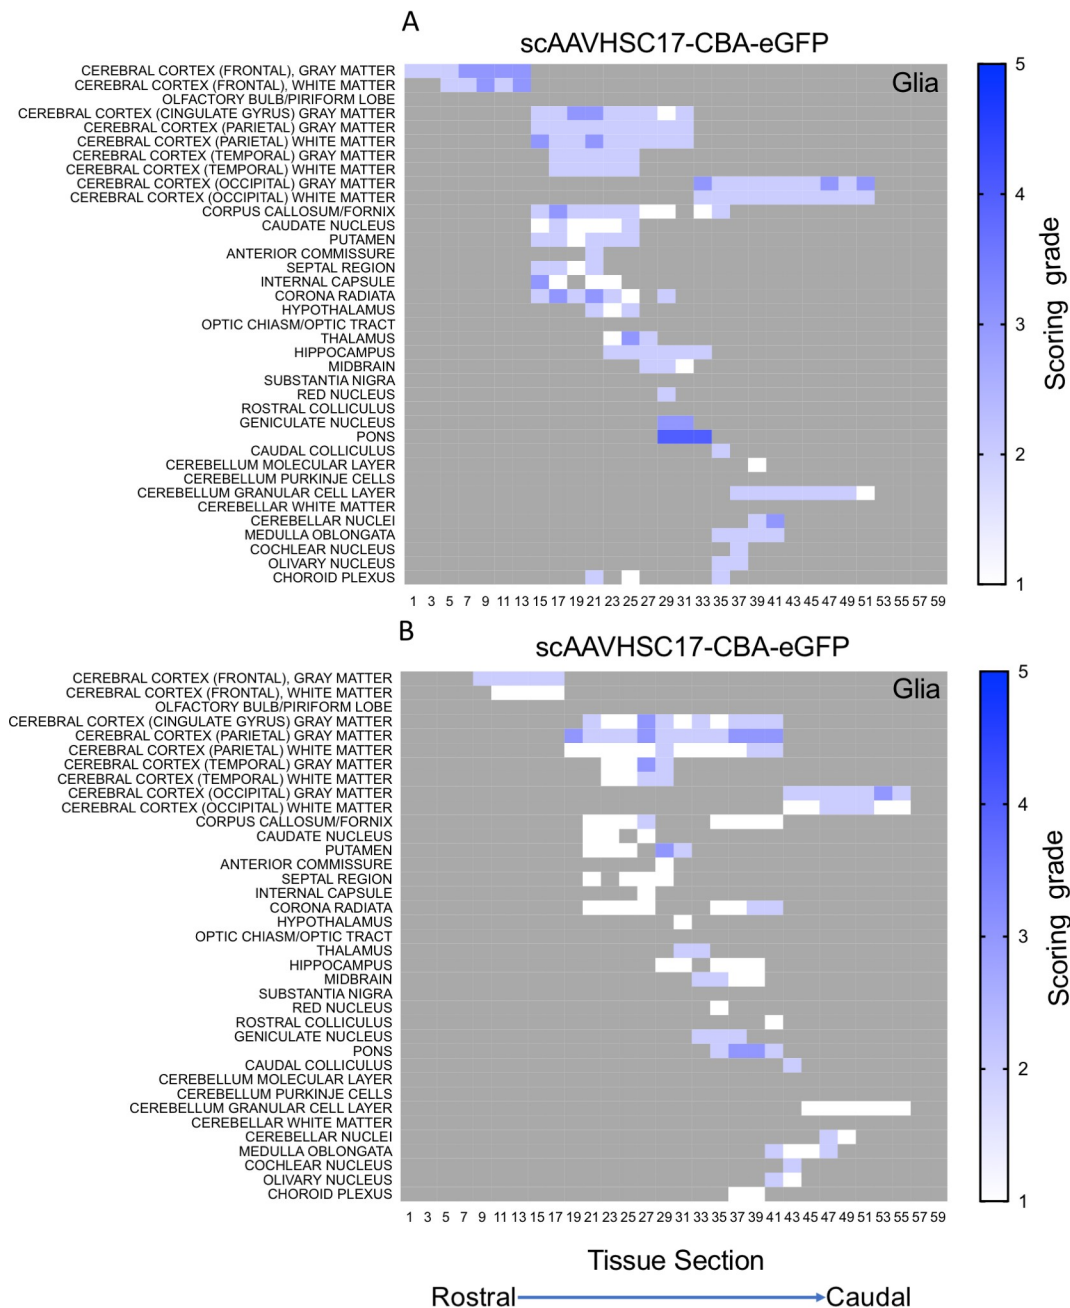 A
scAAVHSC17-CBA-eGFP
Glia
CEREBRAL CORTEX (FRONTAL), GRAY MATTER
CEREBRAL CORTEX (FRONTAL), WHITE MATTER
OLFACTORY BULB/PIRIFORM LOBE
CEREBRAL CORTEX (CINGULATE GYRUS) GRAY MATTER
CEREBRAL CORTEX (PARIETAL) GRAY MATTER
CEREBRAL CORTEX (PARIETAL) WHITE MATTER
CEREBRAL CORTEX (TEMPORAL) GRAY MATTER
CEREBRAL CORTEX (TEMPORAL) WHITE MATTER
CEREBRAL CORTEX (OCCIPITAL) GRAY MATTER
CEREBRAL CORTEX (OCCIPITAL) WHITE MATTER
CORPUS CALLOSUM/FORNIX
CAUDATE NUCLEUS
PUTAMEN
ANTERIOR COMMISSURE
SEPTAL REGION
INTERNAL CAPSULE
CORONA RADIATA
HYPOTHALAMUS
OPTIC CHIASM/OPTIC TRACT
THALAMUS
HIPPOCAMPUS
MIDBRAIN
SUBSTANTIA NIGRA
RED NUCLEUS
ROSTRAL COLLICULUS
GENICULATE NUCLEUS
PONS
CAUDAL COLLICULUS
CEREBELLUM MOLECULAR LAYER
CEREBELLUM PURKINJE CELLS
CEREBELLUM GRANULAR CELL LAYER
CEREBELLAR WHITE MATTER
CEREBELLAR NUCLEI
MEDULLA OBLONGATA
COCHLEAR NUCLEUS
OLIVARY NUCLEUS
CHOROID PLEXUS
1 3 5 7 9 11 13 15 17 19 21 23 25 27 29 31 33 35 37 39 41 43 45 47 49 51 53 55 57 59
5
4
3
2
1
Scoring grade
B
scAAVHSC17-CBA-eGFP
Glia
CEREBRAL CORTEX (FRONTAL), GRAY MATTER
CEREBRAL CORTEX (FRONTAL), WHITE MATTER
OLFACTORY BULB/PIRIFORM LOBE
CEREBRAL CORTEX (CINGULATE GYRUS) GRAY MATTER
CEREBRAL CORTEX (PARIETAL) GRAY MATTER
CEREBRAL CORTEX (PARIETAL) WHITE MATTER
CEREBRAL CORTEX (TEMPORAL) GRAY MATTER
CEREBRAL CORTEX (TEMPORAL) WHITE MATTER
CEREBRAL CORTEX (OCCIPITAL) GRAY MATTER
CEREBRAL CORTEX (OCCIPITAL) WHITE MATTER
CORPUS CALLOSUM/FORNIX
CAUDATE NUCLEUS
PUTAMEN
ANTERIOR COMMISSURE
SEPTAL REGION
INTERNAL CAPSULE
CORONA RADIATA
HYPOTHALAMUS
OPTIC CHIASM/OPTIC TRACT
THALAMUS
HIPPOCAMPUS
MIDBRAIN
SUBSTANTIA NIGRA
RED NUCLEUS
ROSTRAL COLLICULUS
GENICULATE NUCLEUS
PONS
CAUDAL COLLICULUS
CEREBELLUM MOLECULAR LAYER
CEREBELLUM PURKINJE CELLS
CEREBELLUM GRANULAR CELL LAYER
CEREBELLAR WHITE MATTER
CEREBELLAR NUCLEI
MEDULLA OBLONGATA
COCHLEAR NUCLEUS
OLIVARY NUCLEUS
CHOROID PLEXUS
1 3 5 7 9 11 13 15 17 19 21 23 25 27 29 31 33 35 37 39 41 43 45 47 49 51 53 55 57 59
5
4
3
2
1
Scoring grade
Tissue Section
Rostral Caudal